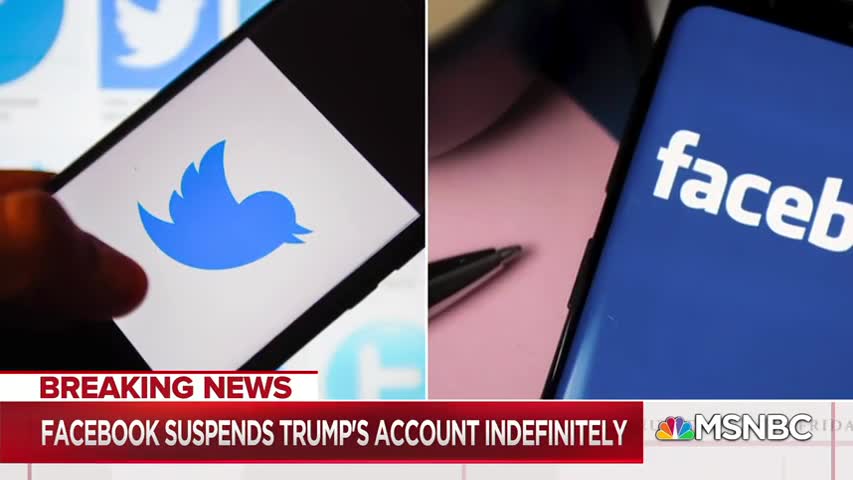 faceb
BREAKING NEWS
FACEBOOK SUSPENDS TRUMP'S ACCOUNT INDEFINITELY
MSNBC